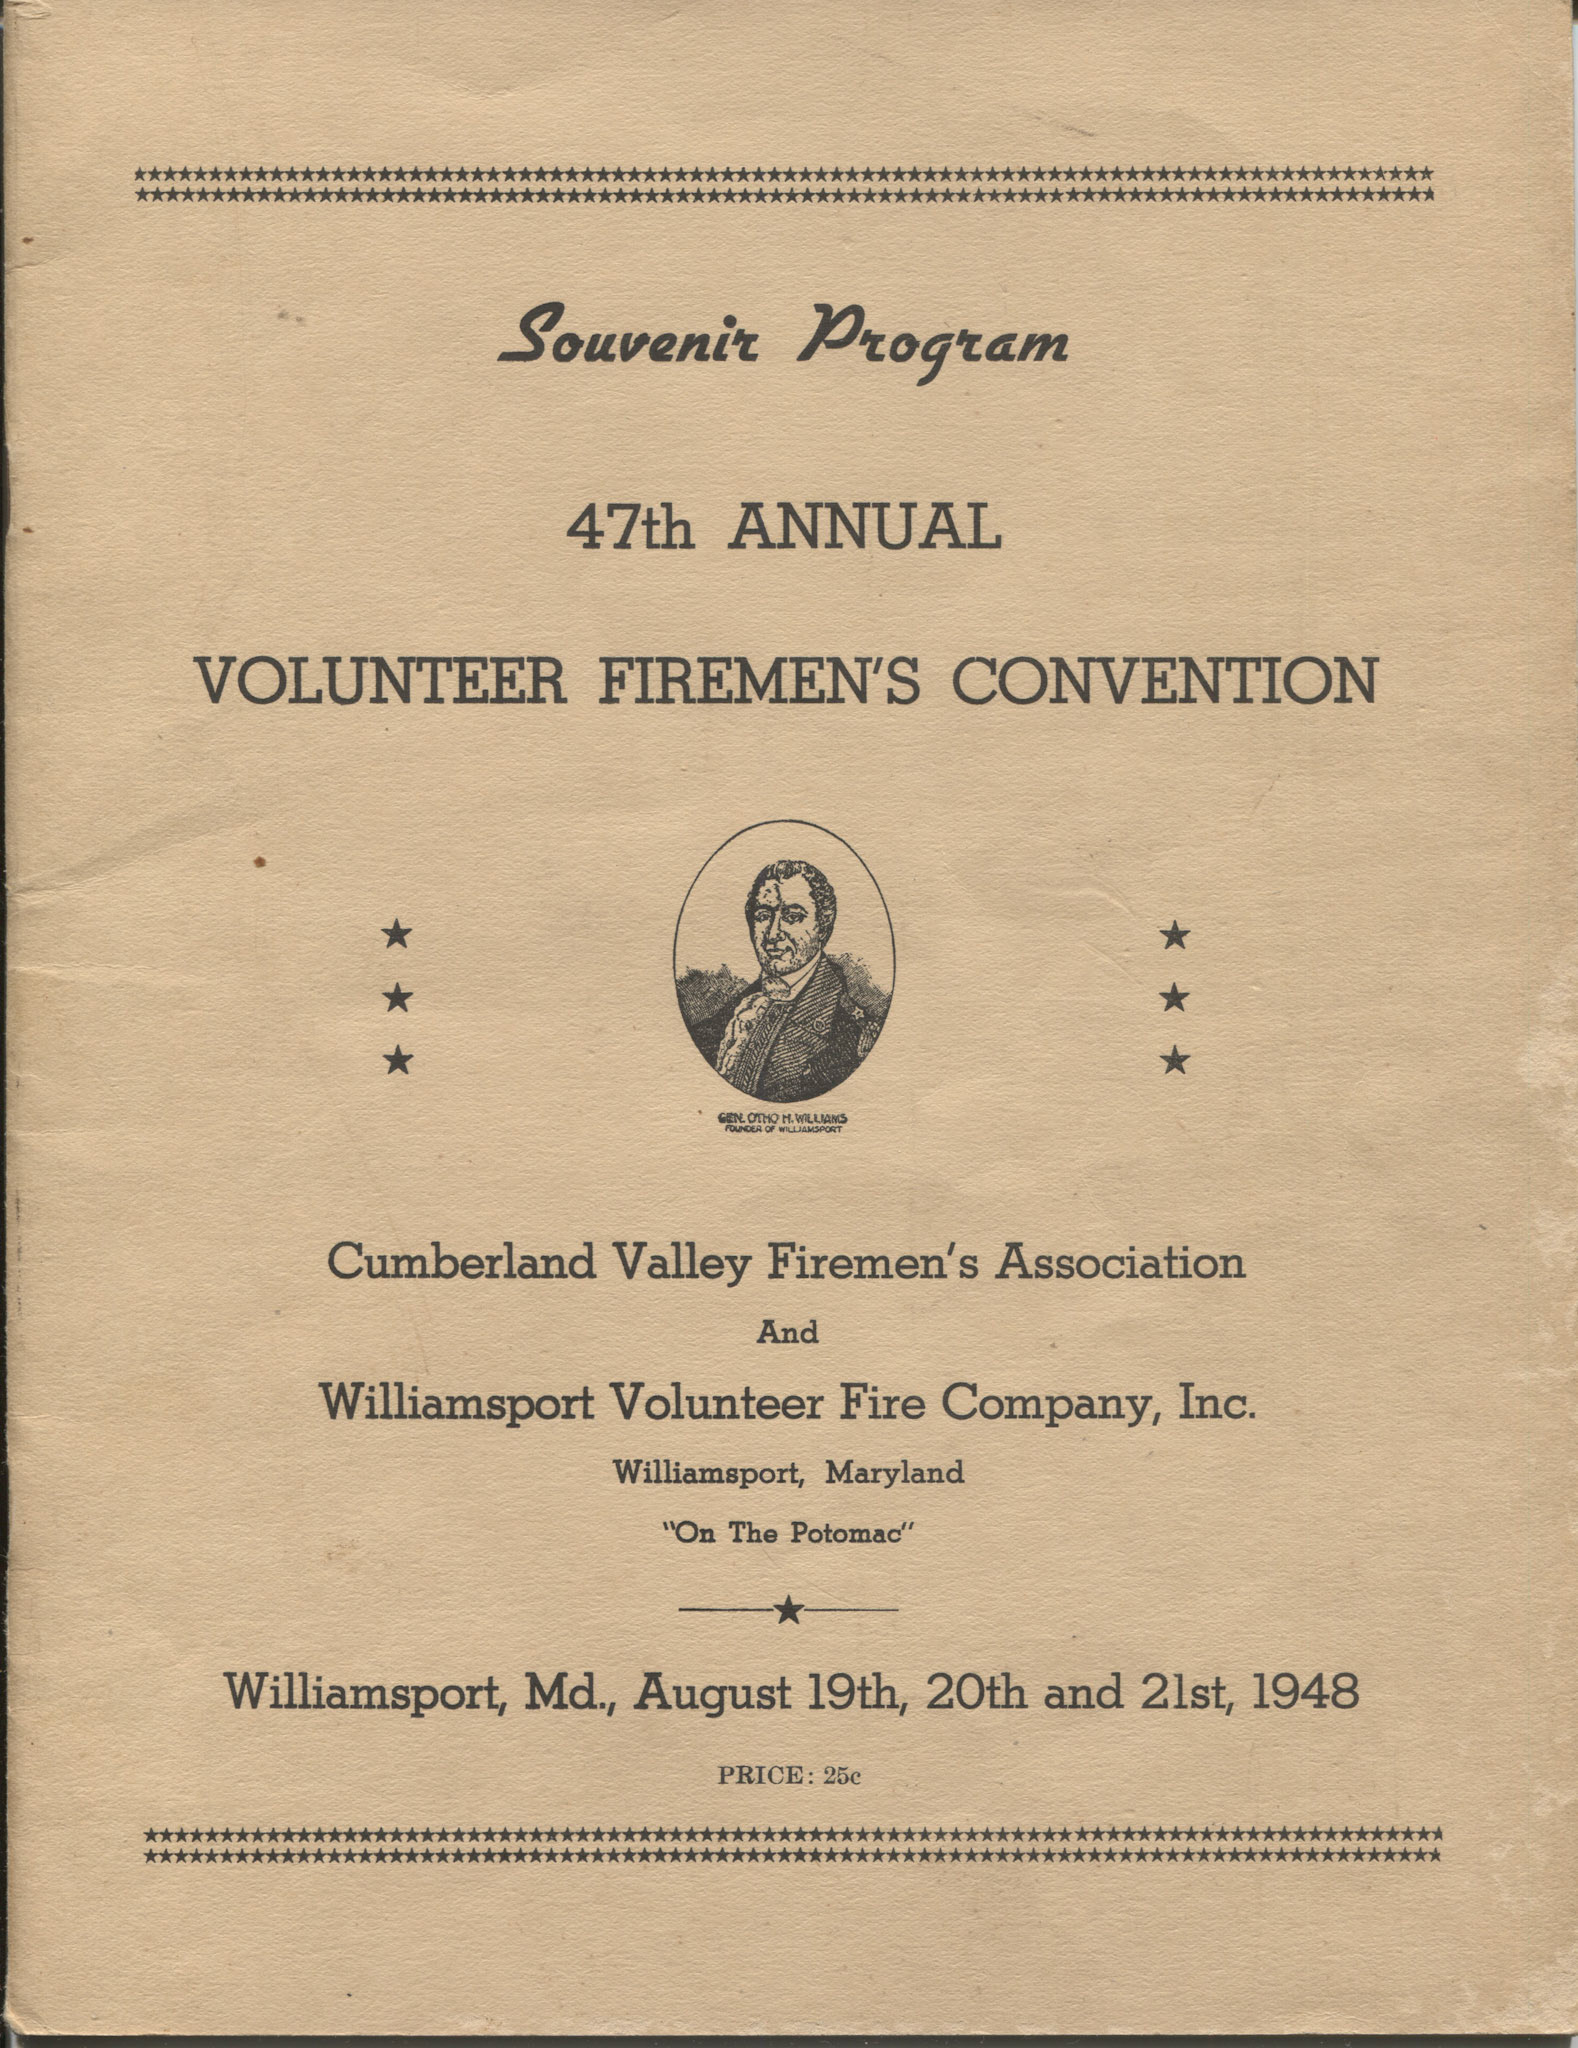 Souvenir Program
47th ANNUAL
VOLUNTEER FIREMEN'S CONVENTION
GEN. OTHO H. WILLIAMS
FOUNDER OF WILLIAMSPORT
Cumberland Valley Firemen's Association
And
Williamsport Volunteer Fire Company, Inc.
Williamsport, Maryland
"On The Potomac"
Williamsport, Md., August 19th, 20th and 21st, 1948
PRICE: 25c